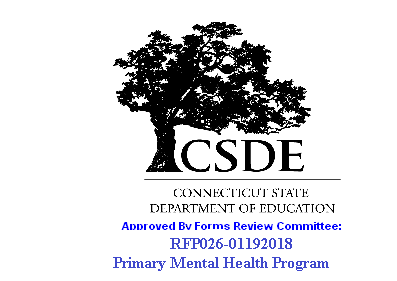 CSDE
CONNECTICUT STATE
DEPARTMENT OF EDUCATION
Approved By Forms Review Committee:
RFP026-01192018
Primary Mental Health Program